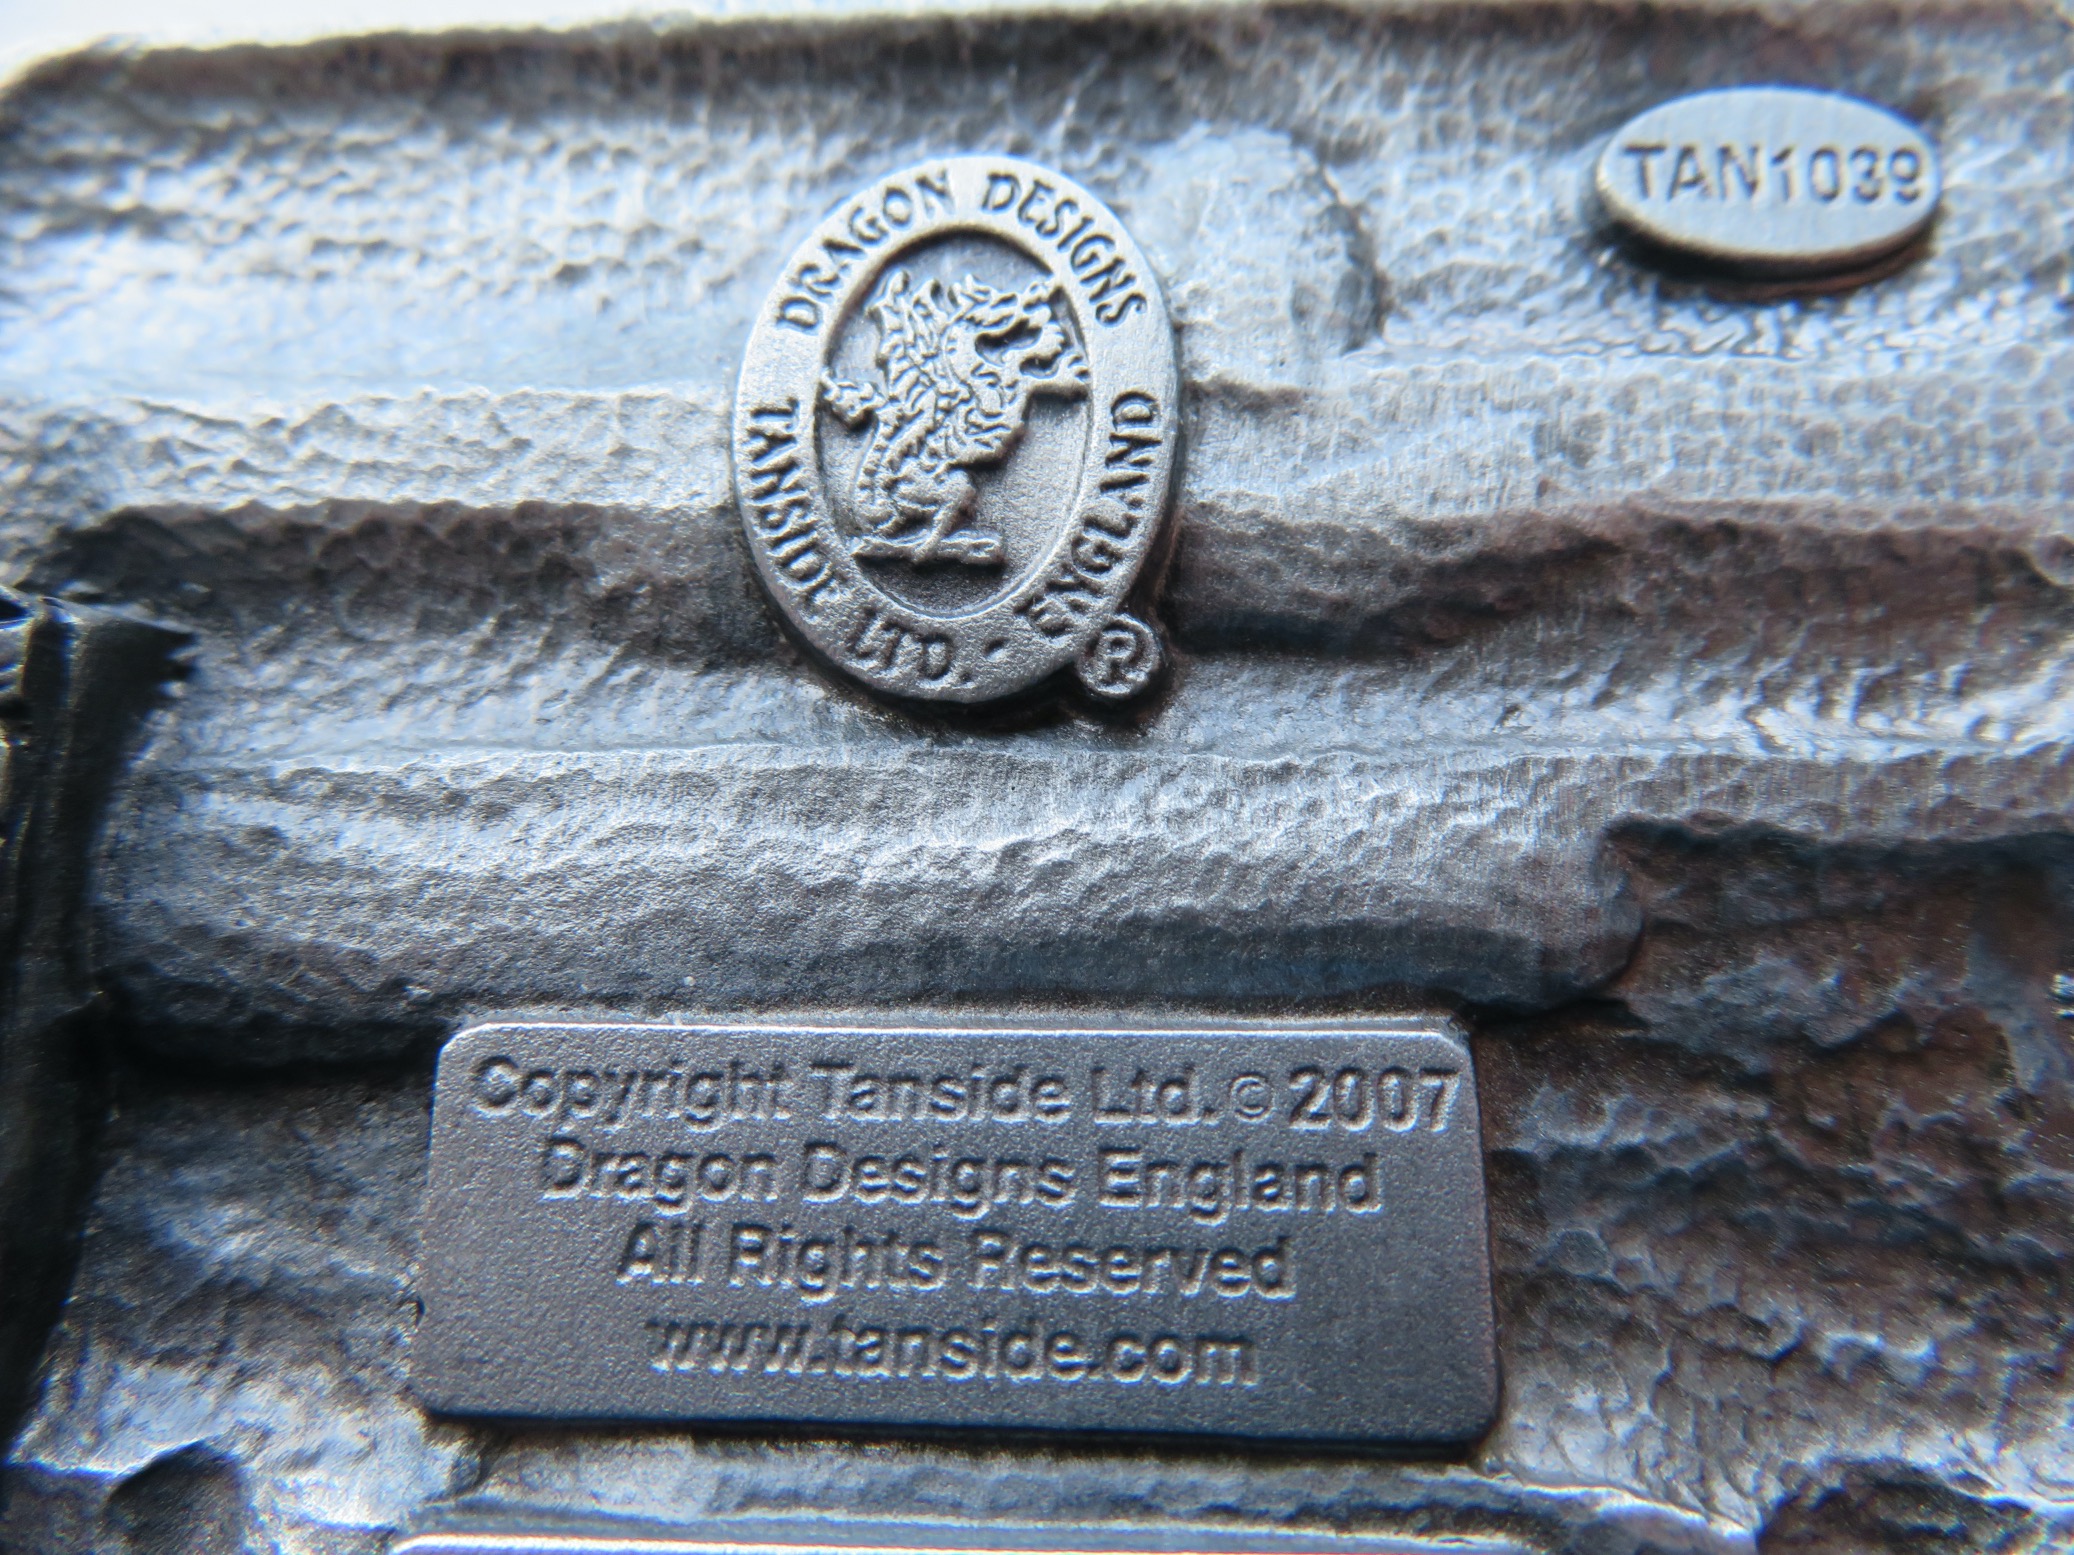 TAN1039
DRAGON DESIGNS
TANSIDE LTD. - ENGLAND
®
Copyright Tanside Ltd. © 2007
Dragon Designs England
All Rights Reserved
www.tanside.com